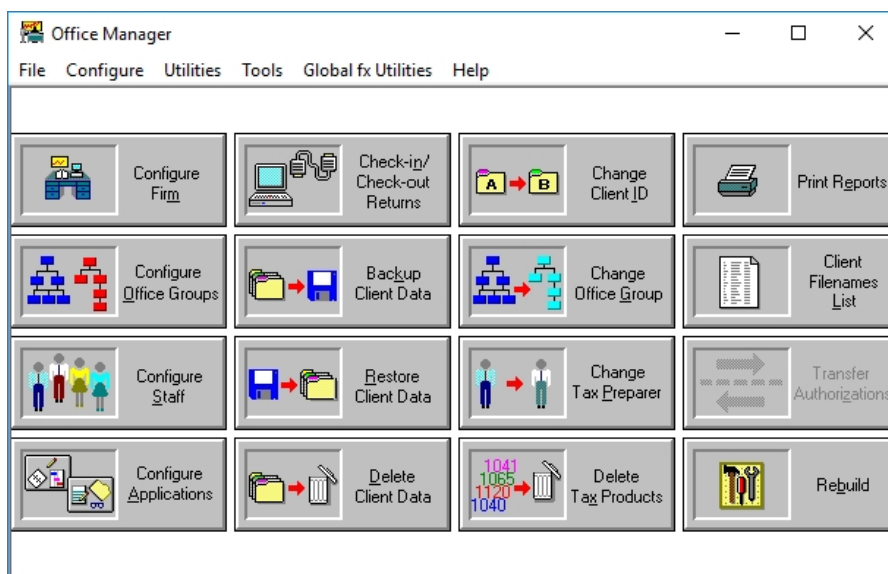 Office Manager
File Configure Utilities Tools Global fx Utilities Help
Configure
Firm
Check-in/
Check-out
Returns
A
B
Change
Client ID
Print Reports
Configure
Office Groups
Backup
Client Data
Change
Office Group
Client
Filenames
List
Configure
Staff
Restore
Client Data
Change
Tax Preparer
Transfer
Authorizations
Configure
Applications
Delete
Client Data
1041
1065
1120
1040
Delete
Tax Products
Rebuild